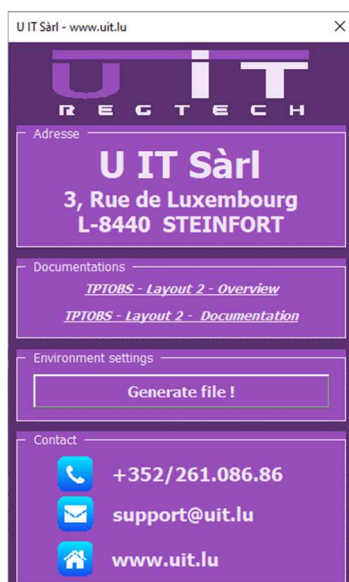 U IT Sàrl - www.uit.lu
U IT
REGTECH
Adresse
U IT Sàrl
3, Rue de Luxembourg
L-8440 STEINFORT
Documentations
TPTOBS - Layout 2 - Overview
TPTOBS - Layout 2 - Documentation
Environment settings
Generate file !
Contact
+352/261.086.86
support@uit.lu
www.uit.lu